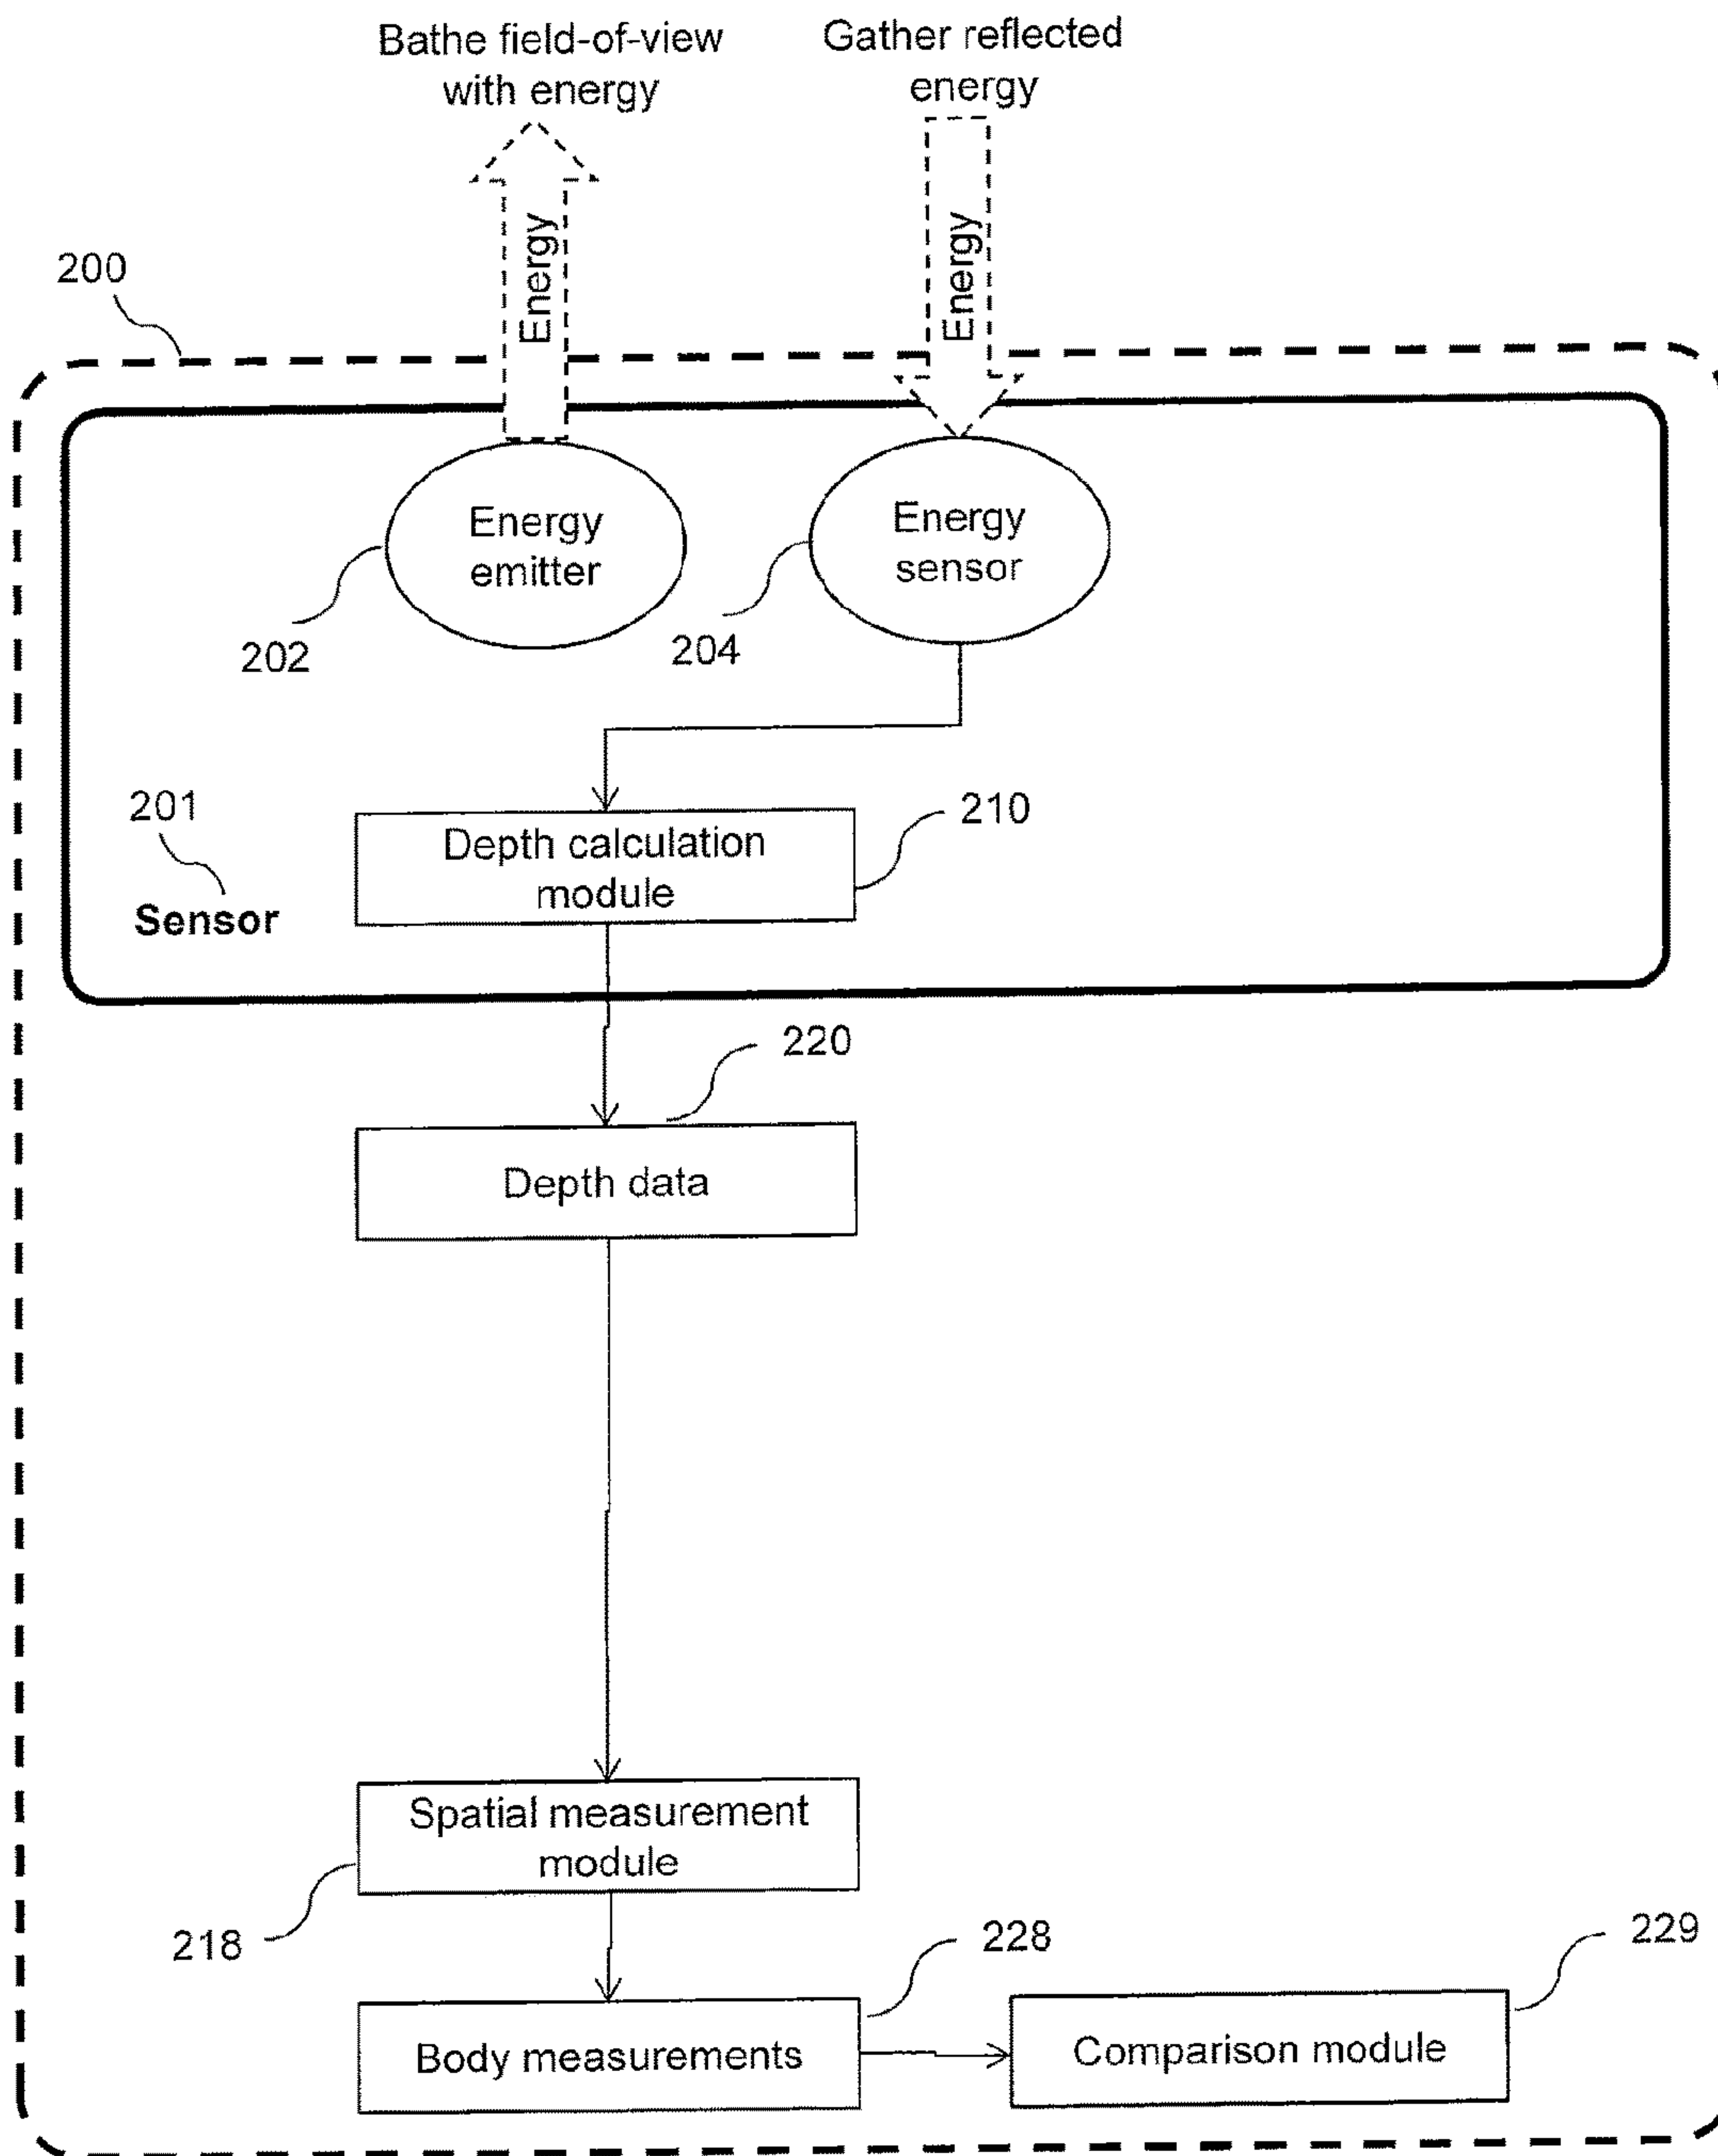 Bathe field-of-view
with energy
Gather reflected
energy
Energy
Energy
200
Energy
emitter
Energy
sensor
202
204
201
Sensor
Depth calculation
module
210
220
Depth data
Spatial measurement
module
218
228
229
Body measurements
Comparison module